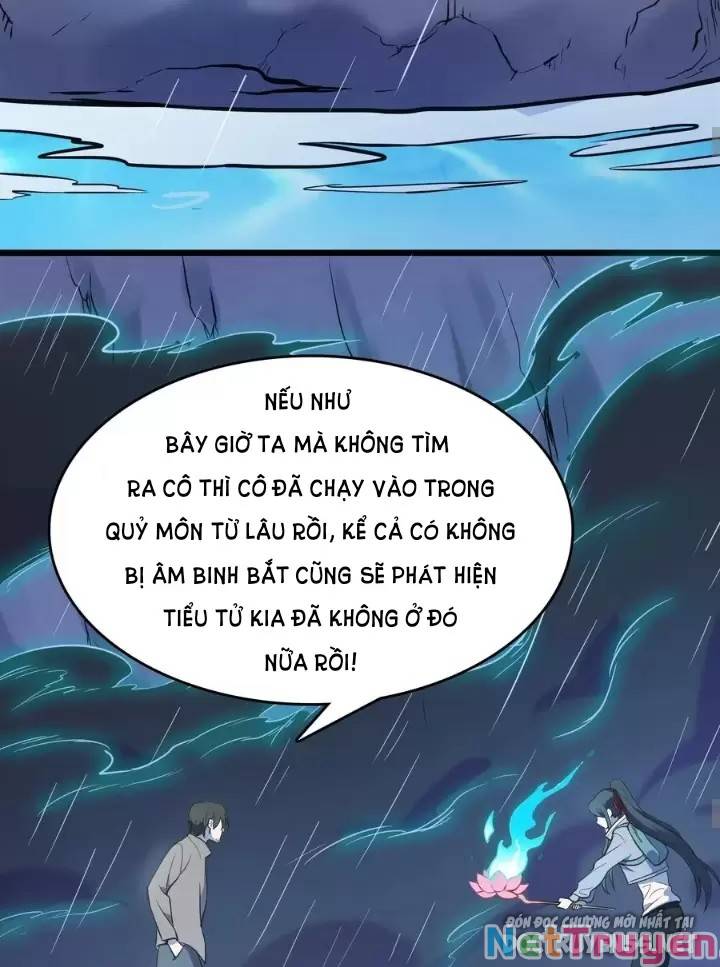 NẾU NHƯ
BÂY GIỜ TA MÀ KHÔNG TÌM
RA CÔ THÌ CÔ ĐÃ CHẠY VÀO TRONG
QUỶ MÔN TỪ LÂU RỒI, KỂ CẢ CÓ KHÔNG
BỊ ÂM BINH BẮT CŨNG SẼ PHÁT HIỆN
TIỂU TỬ KIA ĐÃ KHÔNG Ở ĐÓ
NỮA RỒI!
ĐÓN ĐỌC CHƯƠNG MỚI NHẤT TẠI
NetTruyen